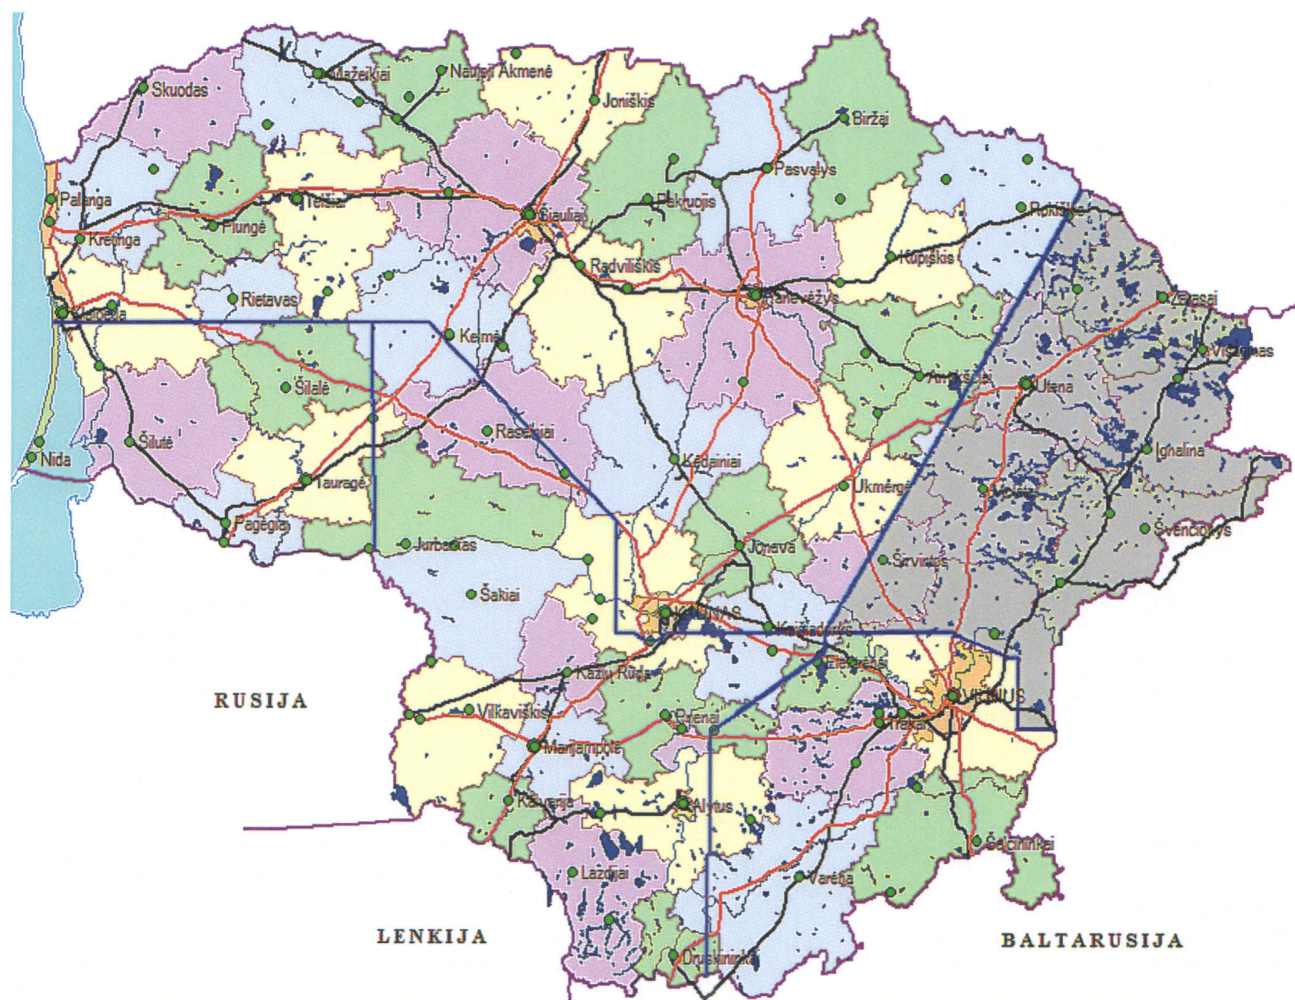 Mažeikiai
Naujoji Akmenė
Skuodas
Joniškis
Biržai
Pasvalys
Palanga
Telšiai
Pakruojis
Rokiškis
Šiauliai
Plungė
Kretinga
Kupiškis
Radviliškis
Rietavas
Panevėžys
Zarasai
Klaipėda
Kelmė
Visaginas
Anykščiai
Utena
Šilalė
Raseiniai
Šilutė
Ignalina
Nida
Kėdainiai
Tauragė
Ukmergė
Molėtai
Pagėgiai
Švenčionys
Jurbarkas
Jonava
Širvintos
Šakiai
KAUNAS
Kaišiadorys
Elektrėnai
Kazlų Rūda
RUSIJA
VILNIUS
Vilkaviškis
Prienai
Trakai
Marijampolė
Kalvarija
Alytus
Šalčininkai
Lazdijai
Varėna
LENKIJA
BALTARUSIJA
Druskininkai